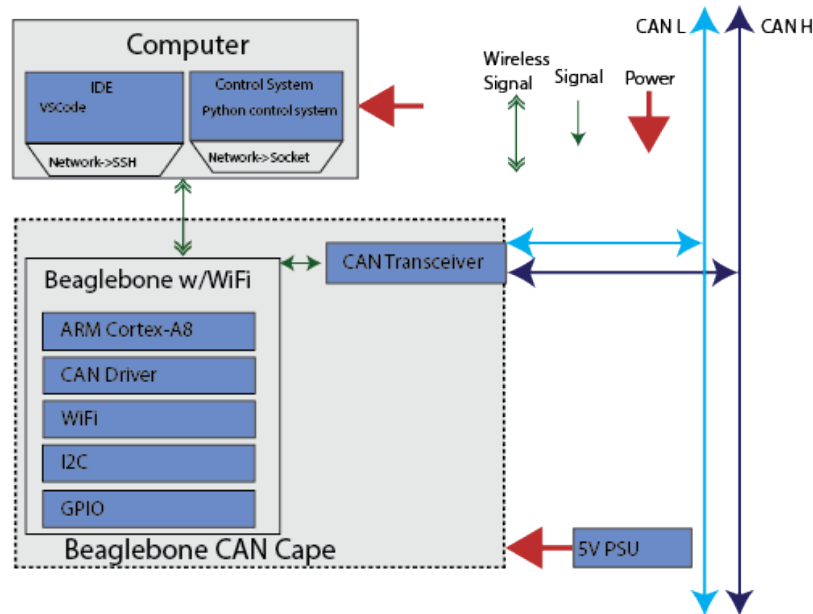 Computer
IDE
VSCode
Network->SSH
Control System
Python control system
Network->Socket
Wireless
Signal
Signal
Power
CAN L
CAN H
Beaglebone w/WiFi
ARM Cortex-A8
CAN Driver
WiFi
I2C
GPIO
CAN Transceiver
Beaglebone CAN Cape
5V PSU